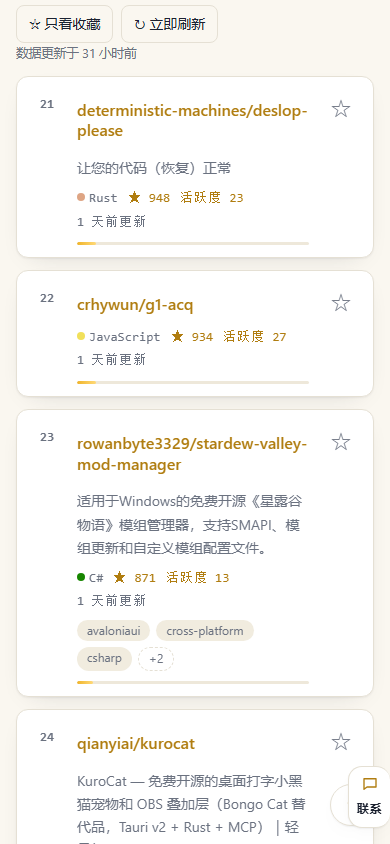 ☆ 只看收藏
↻ 立即刷新
数据更新于 31 小时前
21
deterministic-machines/deslop-
please
☆
让您的代码（恢复）正常
Rust ★ 948 活跃度 23
1 天前更新
22
crhywun/g1-acq
☆
JavaScript ★ 934 活跃度 27
1 天前更新
23
rowanbyte3329/stardew-valley-
mod-manager
☆
适用于Windows的免费开源《星露谷
物语》模组管理器，支持SMAPI、模
组更新和自定义模组配置文件。
C# ★ 871 活跃度 13
1 天前更新
avaloniaui
cross-platform
csharp
+2
24
qianyiai/kurocat
☆
KuroCat — 免费开源的桌面打字小黑
猫宠物和 OBS 叠加层（Bongo Cat 替
代品，Tauri v2 + Rust + MCP）｜轻
联系